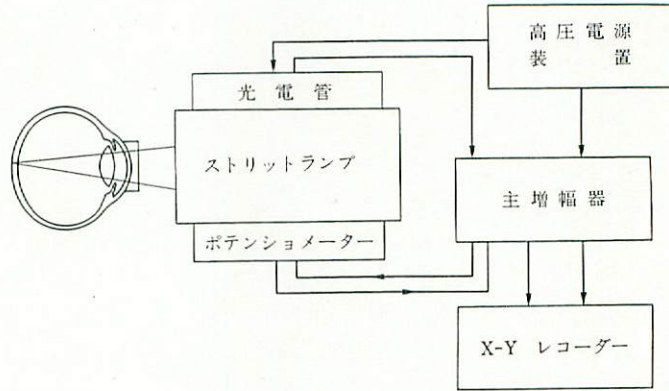 高圧電源
装置
光電管
ストリットランプ
主増幅器
ポテンショメーター
X-Y レコーダー